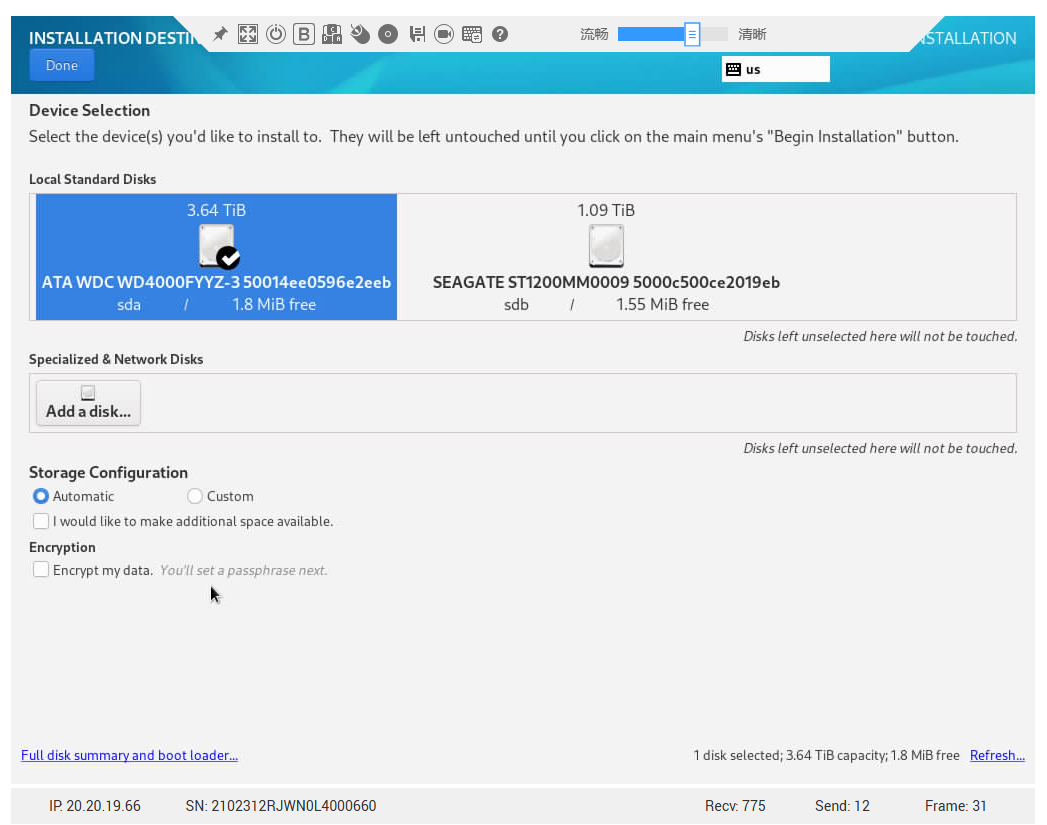 INSTALLATION DESTIN
流畅
清晰
STALLATION
Done
us
Device Selection
Select the device(s) you'd like to install to. They will be left untouched until you click on the main menu's "Begin Installation" button.
Local Standard Disks
3.64 TiB
ATA WDC WD4000FYYZ-3 50014ee0596e2eeb
sda / 1.8 MiB free
1.09 TiB
SEAGATE ST1200MM0009 5000c500ce2019eb
sdb / 1.55 MiB free
Disks left unselected here will not be touched.
Specialized & Network Disks
Add a disk...
Disks left unselected here will not be touched.
Storage Configuration
Automatic
Custom
I would like to make additional space available.
Encryption
Encrypt my data. You'll set a passphrase next.
Full disk summary and boot loader...
1 disk selected; 3.64 TiB capacity; 1.8 MiB free Refresh...
IP: 20.20.19.66 SN: 2102312RJWN0L4000660 Recv: 775 Send: 12 Frame: 31